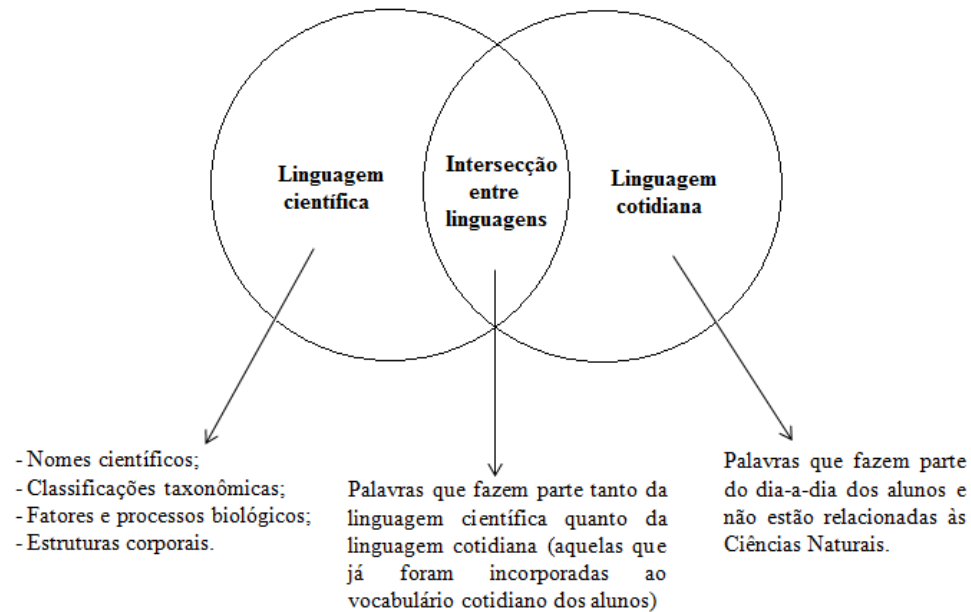 Linguagem
científica
Intersecção
entre
linguagens
Linguagem
cotidiana
- Nomes científicos;
- Classificações taxonômicas;
- Fatores e processos biológicos;
- Estruturas corporais.
Palavras que fazem parte tanto da
linguagem científica quanto da
linguagem cotidiana (aquelas que
já foram incorporadas ao
vocabulário cotidiano dos alunos)
Palavras que fazem parte
do dia-a-dia dos alunos e
não estão relacionadas às
Ciências Naturais.